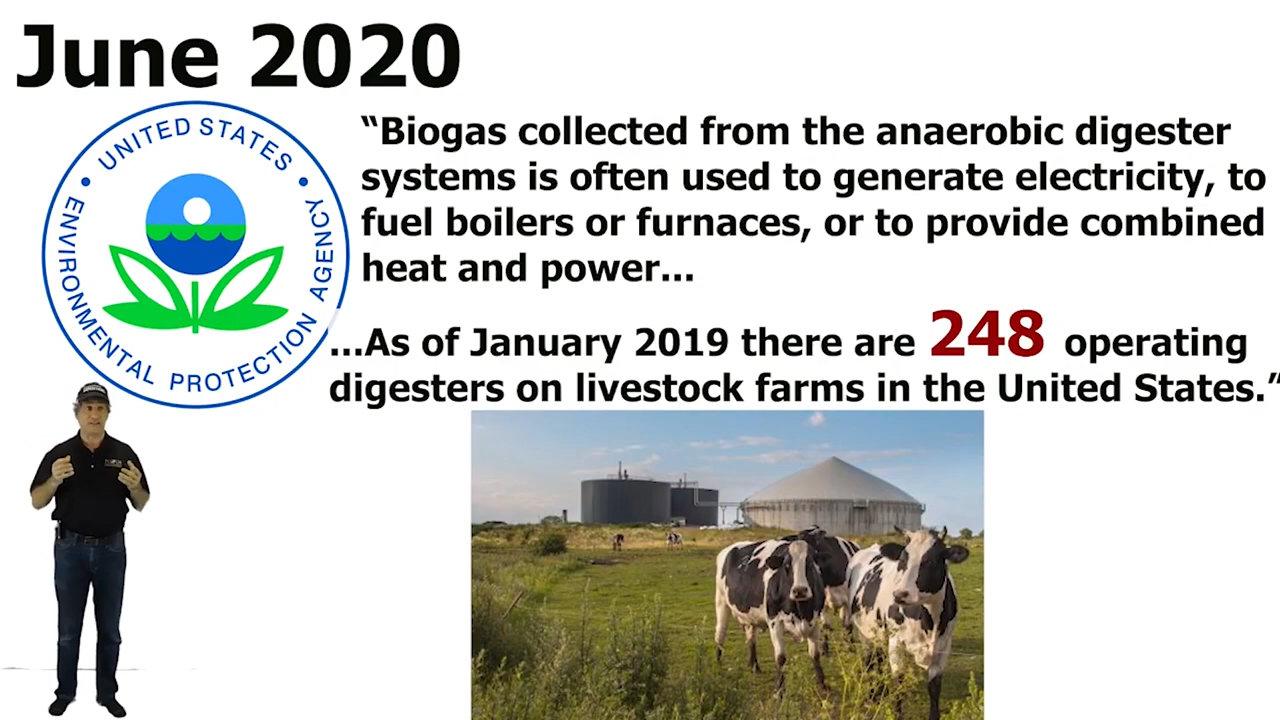 June 2020
UNITED STATES
ENVIRONMENTAL PROTECTION AGENCY
“Biogas collected from the anaerobic digester
systems is often used to generate electricity, to
fuel boilers or furnaces, or to provide combined
heat and power...
...As of January 2019 there are 248 operating
digesters on livestock farms in the United States.”